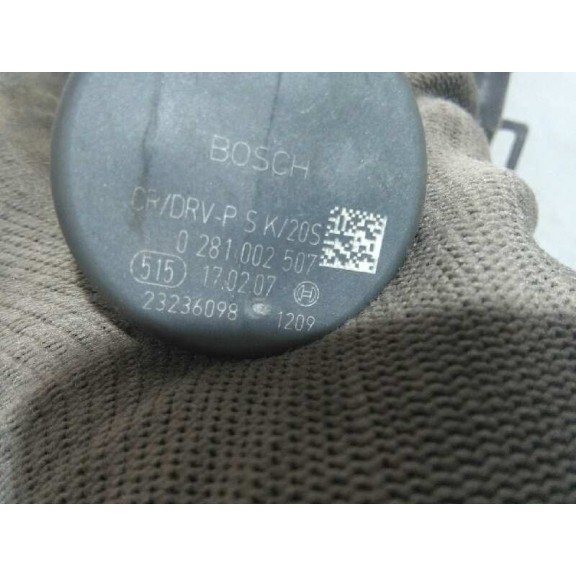 BOSCH
CR/DRV-P S K/20S
0 281 002 507
515 17.02.07
23236098 1209